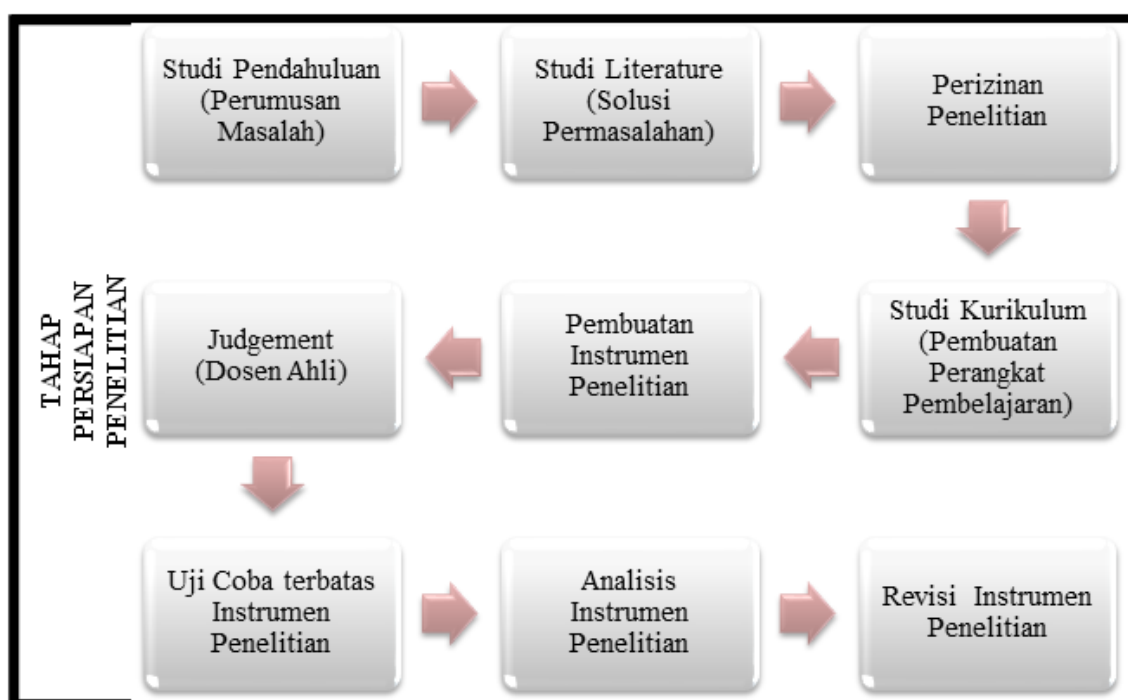 TAHAP
PERSIAPAN
PENELITIAN
Studi Pendahuluan
(Perumusan
Masalah)
Studi Literature
(Solusi
Permasalahan)
Perizinan
Penelitian
Studi Kurikulum
(Pembuatan
Perangkat
Pembelajaran)
Pembuatan
Instrumen
Penelitian
Judgement
(Dosen Ahli)
Uji Coba terbatas
Instrumen
Penelitian
Analisis
Instrumen
Penelitian
Revisi Instrumen
Penelitian